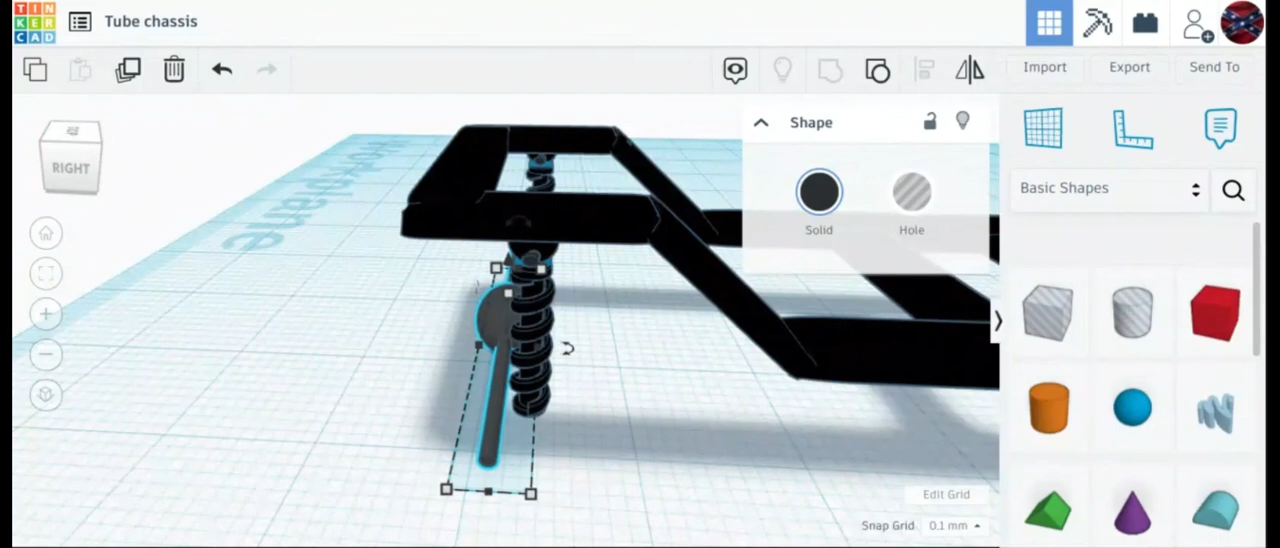 TIN
KER
CAD
Tube chassis
Import
Export
Send To
RIGHT
Workplane
Shape
Solid
Hole
Basic Shapes
Edit Grid
Snap Grid
0.1 mm